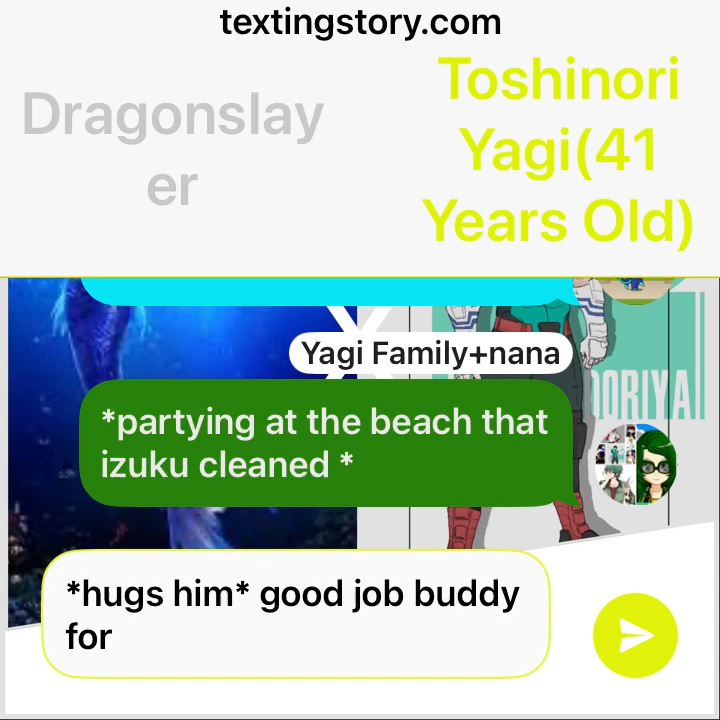 textingstory.com
Dragonslay
er
Toshinori
Yagi(41
Years Old)
Yagi Family+nana
*partying at the beach that
izuku cleaned *
*hugs him* good job buddy
for